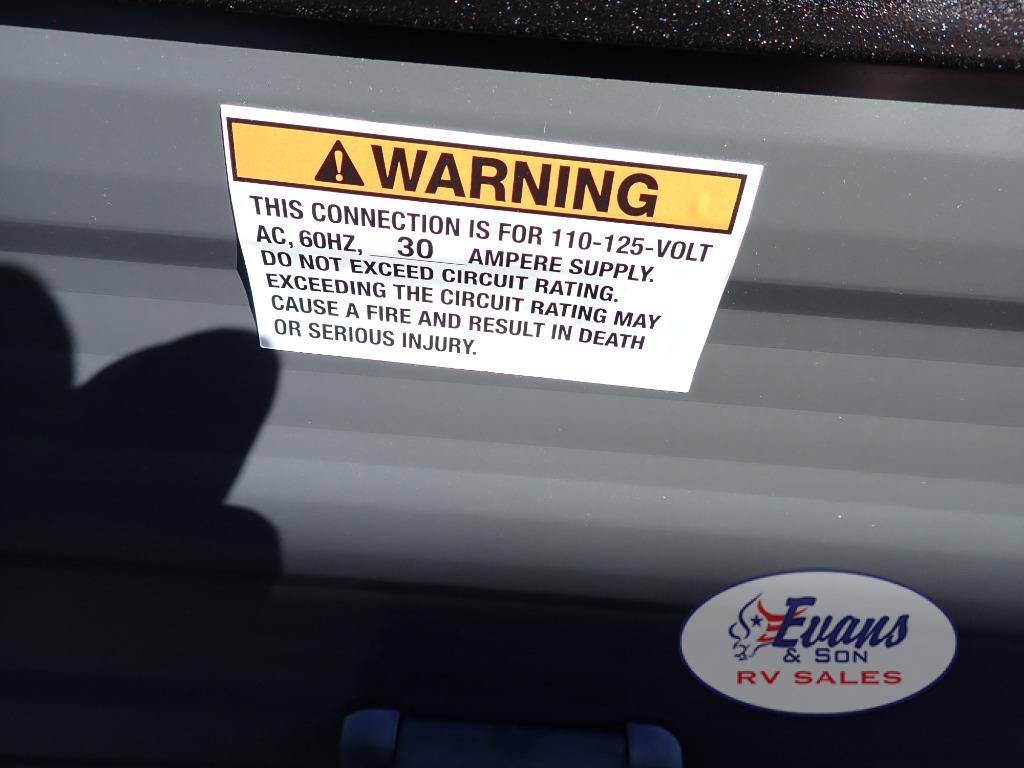 WARNING
THIS CONNECTION IS FOR 110-125-VOLT
AC, 60HZ, 30 AMPERE SUPPLY.
DO NOT EXCEED CIRCUIT RATING.
EXCEEDING THE CIRCUIT RATING MAY
CAUSE A FIRE AND RESULT IN DEATH
OR SERIOUS INJURY.
Evans
& SON
RV SALES